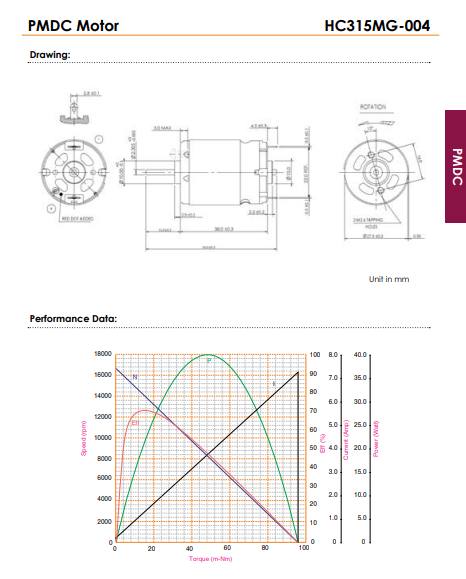 PMDC Motor
HC315MG-004
Drawing:
ROTATION
RED DOT ADDED
HOLES
PMDC
Unit in mm
Performance Data:
18000
16000
14000
12000
10000
8000
6000
4000
2000
0
Speed (rpm)
N
P
I
Eff
0 20 40 60 80 100
Torque (m-Nm)
100
90
80
70
60
50
40
30
20
10
0
Eff (%)
8.0
7.0
6.0
5.0
4.0
3.0
2.0
1.0
0
Current (Amp)
40.0
35.0
30.0
25.0
20.0
15.0
10.0
5.0
0
Power (Watt)